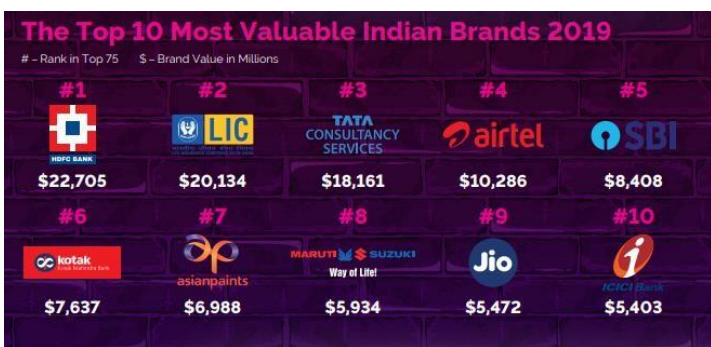 The Top 10 Most Valuable Indian Brands 2019
# – Rank in Top 75 $ – Brand Value in Millions
#1 #2 #3 #4 #5
HDFC BANK
LIC
TATA
CONSULTANCY
SERVICES
airtel
SBI
$22,705 $20,134 $18,161 $10,286 $8,408
#6 #7 #8 #9 #10
kotak
Kotak Mahindra Bank
asianpaints
MARUTI SUZUKI
Way of Life!
Jio
ICICI Bank
$7,637 $6,988 $5,934 $5,472 $5,403